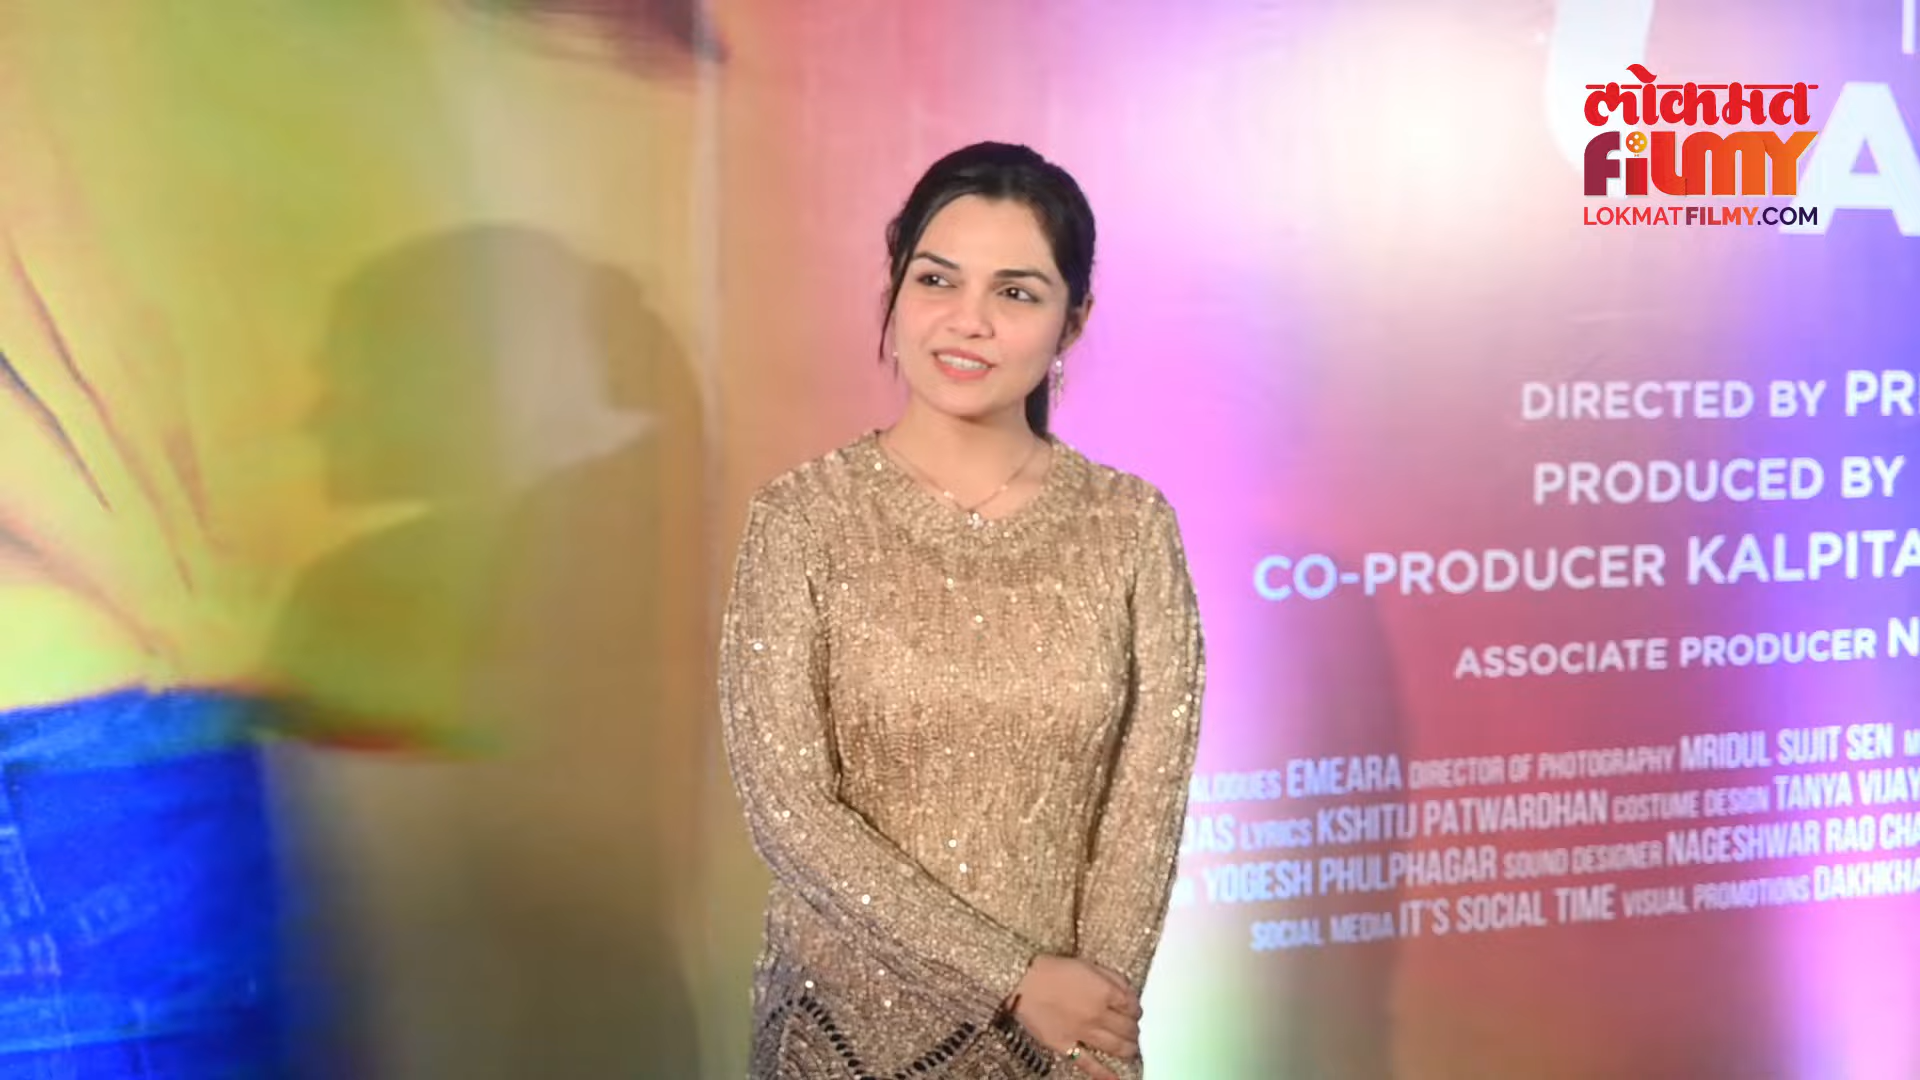 लोकमत
FILMY
LOKMATFILMY.COM
A
DIRECTED BY
PRODUCED BY
CO-PRODUCER KALPITA
ASSOCIATE PRODUCER
EMEARA DIRECTOR OF PHOTOGRAPHY MRIDUL SUJIT SEN
LYRICS KSHITIJ PATWARDHAN COSTUME DESIGN TANYA VIJAY
YOGESH PHULPHAGAR SOUND DESIGNER NAGESHWAR RAO
SOCIAL MEDIA IT'S SOCIAL TIME VISUAL PROMOTIONS